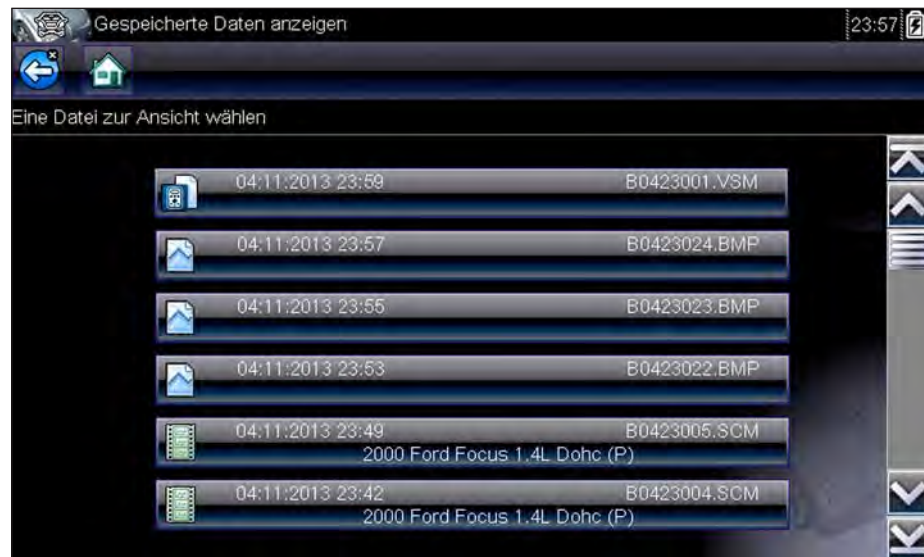 Gespeicherte Daten anzeigen 23:57
Eine Datei zur Ansicht wählen
04:11:2013 23:59 B0423001.VSM
04:11:2013 23:57 B0423024.BMP
04:11:2013 23:55 B0423023.BMP
04:11:2013 23:53 B0423022.BMP
04:11:2013 23:49 B0423005.SCM
2000 Ford Focus 1.4L Dohc (P)
04:11:2013 23:42 B0423004.SCM
2000 Ford Focus 1.4L Dohc (P)